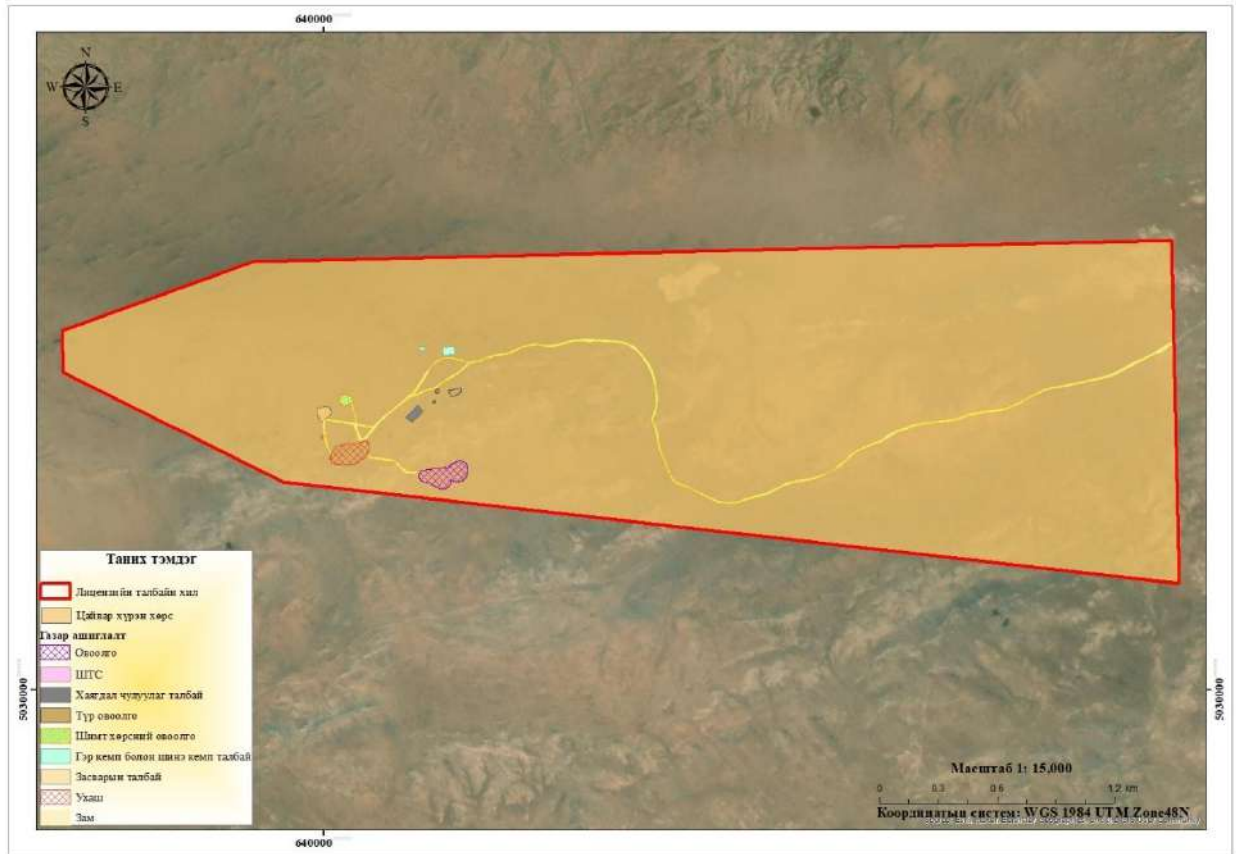 640000
N
W E
S
Таних тэмдэг
Лицензийн талбайн хил
Цайвар хүрэн хөрс
Газар ашиглалт
Овоолго
ШТС
Хаягдал чулуулаг талбай
Түр овоолго
Шимт хөрсний овоолго
Гэр кемп болон шинэ кемп талбай
Засварын талбай
Ухаш
Зам
5030000
5030000
Масштаб 1: 15,000
0 0.3 0.6 1.2 km
Координатын систем: WGS 1984 UTM Zone48N
640000